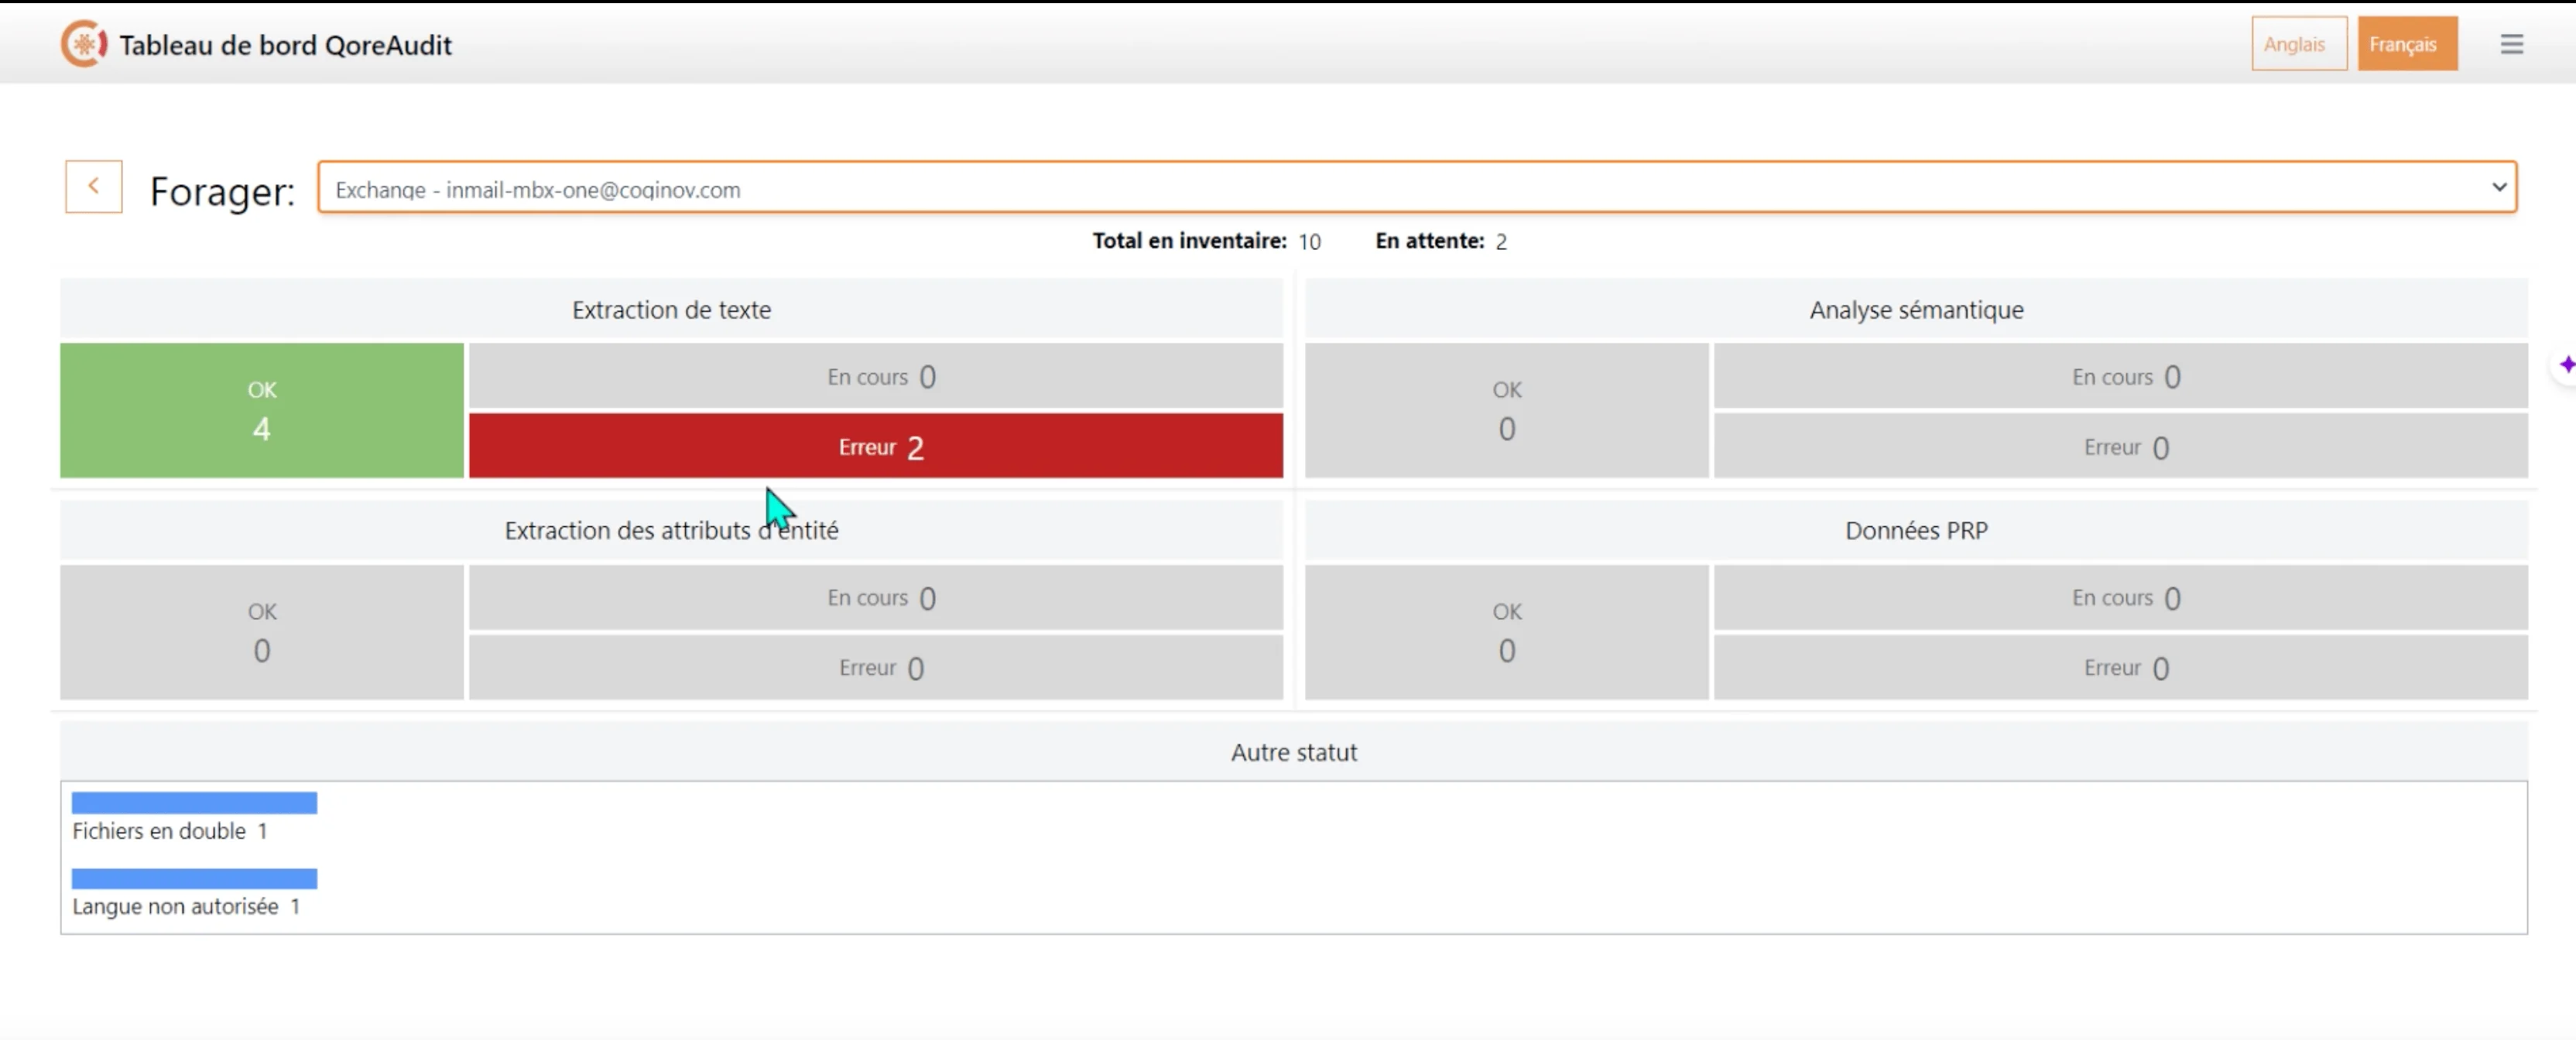 Tableau de bord QoreAudit
Anglais
Français
Forager:
Exchange - inmail-mbx-one@coginov.com
Total en inventaire: 10 En attente: 2
Extraction de texte
OK
4
En cours 0
Erreur 2
Analyse sémantique
OK
0
En cours 0
Erreur 0
Extraction des attributs d'entité
OK
0
En cours 0
Erreur 0
Données PRP
OK
0
En cours 0
Erreur 0
Autre statut
Fichiers en double 1
Langue non autorisée 1